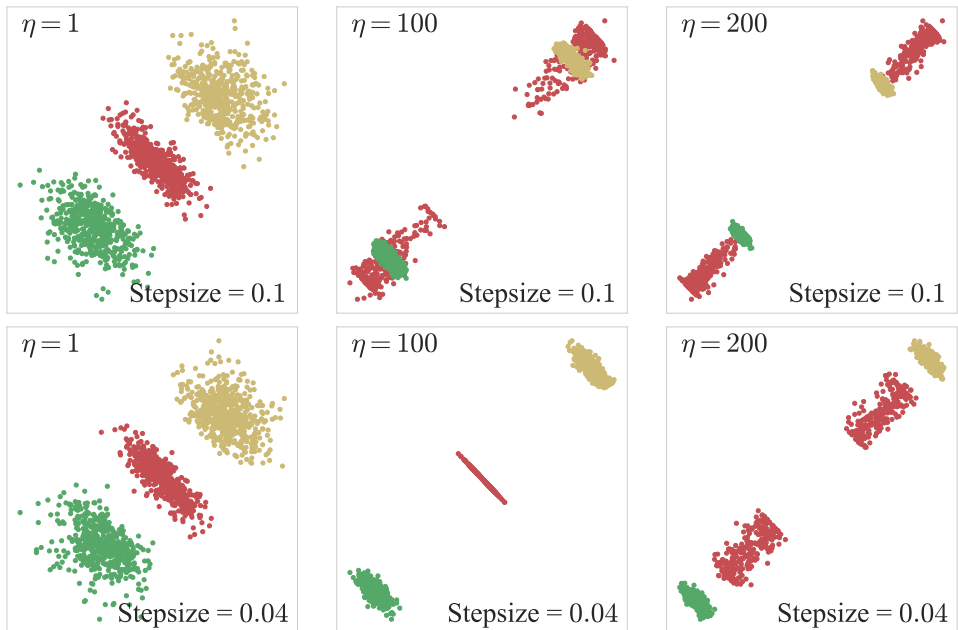 η = 1
Stepsize = 0.1
η = 100
Stepsize = 0.1
η = 200
Stepsize = 0.1
η = 1
Stepsize = 0.04
η = 100
Stepsize = 0.04
η = 200
Stepsize = 0.04